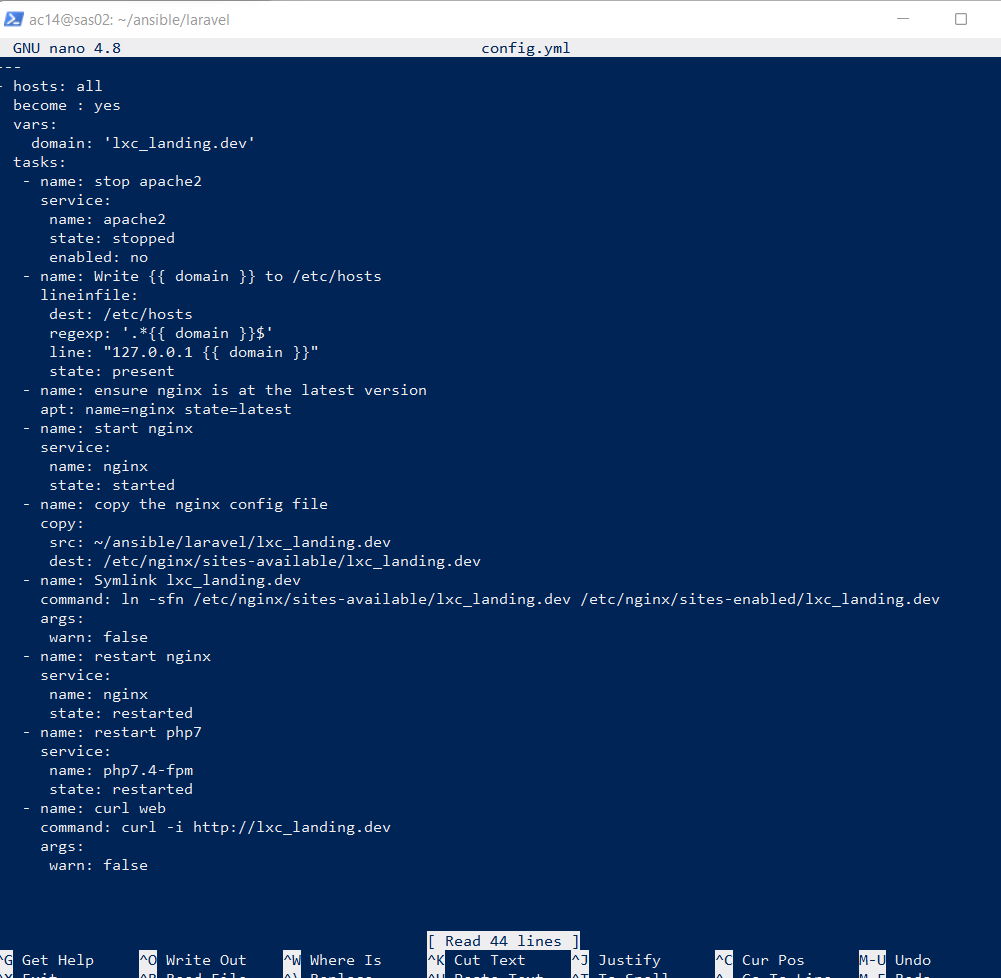 ac14@sas02: ~/ansible/laravel
GNU nano 4.8 config.yml
---
- hosts: all
  become : yes
  vars:
    domain: 'lxc_landing.dev'
  tasks:
   - name: stop apache2
     service:
      name: apache2
      state: stopped
      enabled: no
   - name: Write {{ domain }} to /etc/hosts
     lineinfile:
      dest: /etc/hosts
      regexp: '.*{{ domain }}$'
      line: "127.0.0.1 {{ domain }}"
      state: present
   - name: ensure nginx is at the latest version
     apt: name=nginx state=latest
   - name: start nginx
     service:
      name: nginx
      state: started
   - name: copy the nginx config file
     copy:
      src: ~/ansible/laravel/lxc_landing.dev
      dest: /etc/nginx/sites-available/lxc_landing.dev
   - name: Symlink lxc_landing.dev
     command: ln -sfn /etc/nginx/sites-available/lxc_landing.dev /etc/nginx/sites-enabled/lxc_landing.dev
     args:
      warn: false
   - name: restart nginx
     service:
      name: nginx
      state: restarted
   - name: restart php7
     service:
      name: php7.4-fpm
      state: restarted
   - name: curl web
     command: curl -i http://lxc_landing.dev
     args:
      warn: false
[ Read 44 lines ]
^G Get Help ^O Write Out ^W Where Is ^K Cut Text ^J Justify ^C Cur Pos M-U Undo